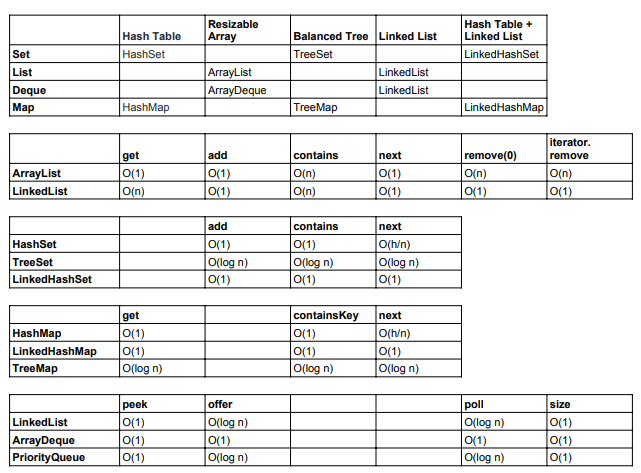 Hash Table Resizable Array Balanced Tree Linked List Hash Table + Linked List
Set HashSet TreeSet LinkedHashSet
List ArrayList LinkedList
Deque ArrayDeque LinkedList
Map HashMap TreeMap LinkedHashMap
get add contains next remove(0) iterator. remove
ArrayList O(1) O(1) O(n) O(1) O(n) O(n)
LinkedList O(n) O(1) O(n) O(1) O(1) O(1)
add contains next
HashSet O(1) O(1) O(h/n)
TreeSet O(log n) O(log n) O(log n)
LinkedHashSet O(1) O(1) O(1)
get containsKey next
HashMap O(1) O(1) O(h/n)
LinkedHashMap O(1) O(1) O(1)
TreeMap O(log n) O(log n) O(log n)
peek offer poll size
LinkedList O(1) O(log n) O(log n) O(1)
ArrayDeque O(1) O(1) O(1) O(1)
PriorityQueue O(1) O(log n) O(log n) O(1)